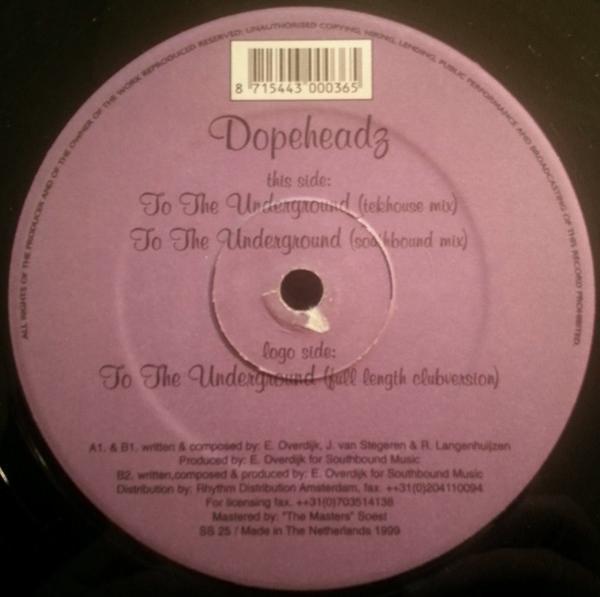 ALL RIGHTS OF THE PRODUCER AND OF THE OWNER OF THE WORK REPRODUCED RESERVED; UNAUTHORISED COPYING, HIRING, LENDING, PUBLIC PERFORMANCE AND BROADCASTING OF THIS RECORD PROHIBITED.
8 715443 000365
Dopeheadz
this side:
To The Underground (tekhouse mix)
To The Underground (southbound mix)
logo side:
To The Underground (full length clubversion)
A1. & B1. written & composed by: E. Overdijk, J. van Stegeren & R. Langenhuijzen
Produced by: E. Overdijk for Southbound Music
B2. written,composed & produced by: E. Overdijk for Southbound Music
Distribution by: Rhythm Distribution Amsterdam, fax. ++31(0)204110094
For licensing fax. ++31(0)703514138
Mastered by: "The Masters" Soest
SB 25 / Made in The Netherlands 1999